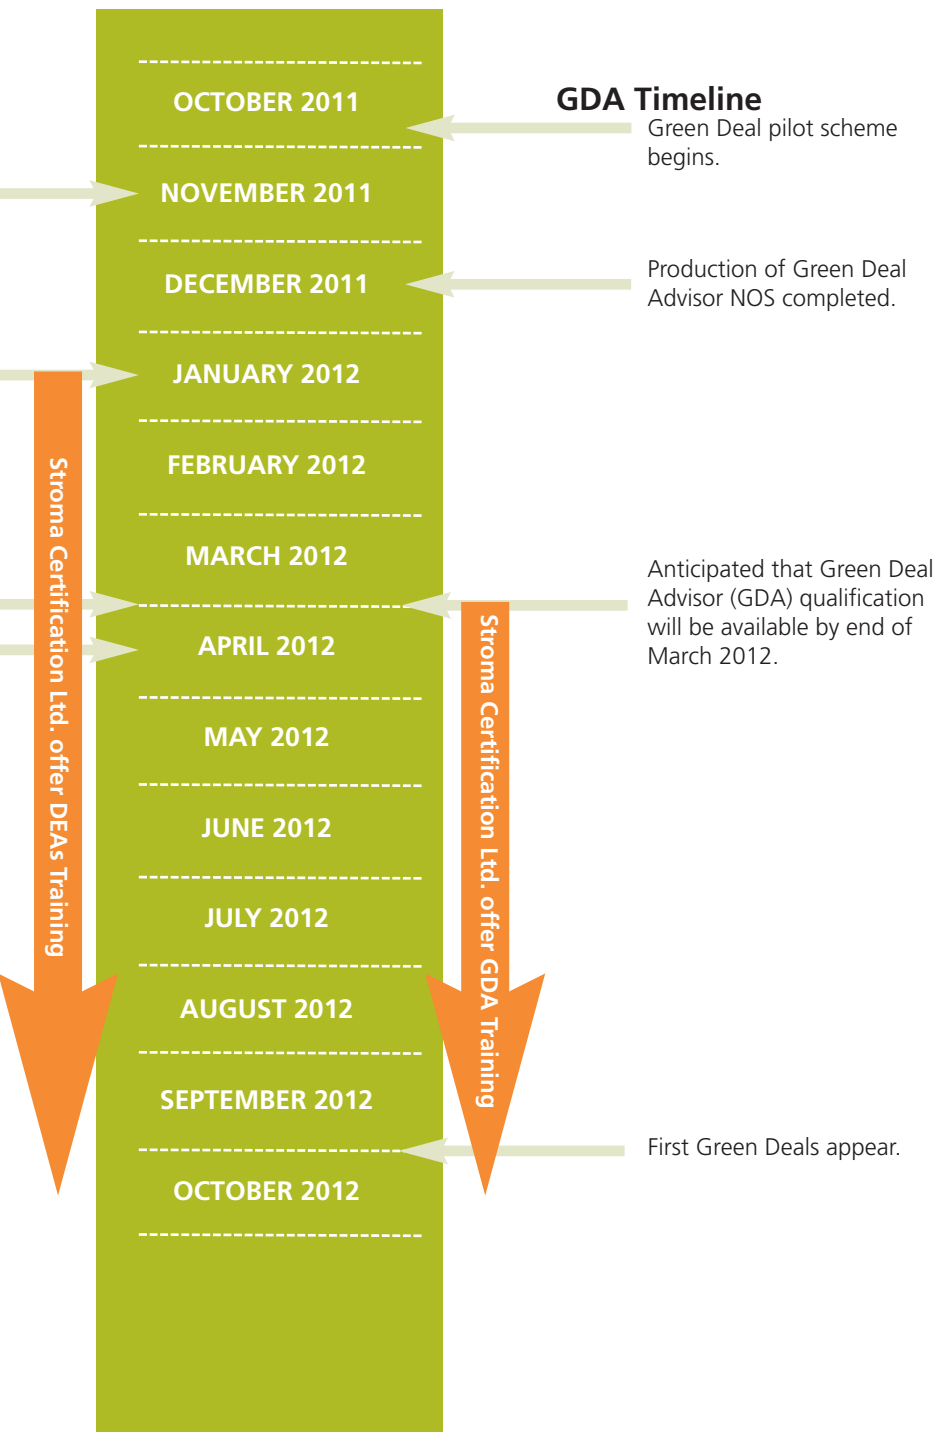 GDA Timeline
OCTOBER 2011
Green Deal pilot scheme
begins.
NOVEMBER 2011
DECEMBER 2011
Production of Green Deal
Advisor NOS completed.
JANUARY 2012
FEBRUARY 2012
MARCH 2012
Anticipated that Green Deal
Advisor (GDA) qualification
will be available by end of
March 2012.
APRIL 2012
MAY 2012
JUNE 2012
JULY 2012
AUGUST 2012
SEPTEMBER 2012
First Green Deals appear.
OCTOBER 2012
Stroma Certification Ltd. offer DEAs Training
Stroma Certification Ltd. offer GDA Training